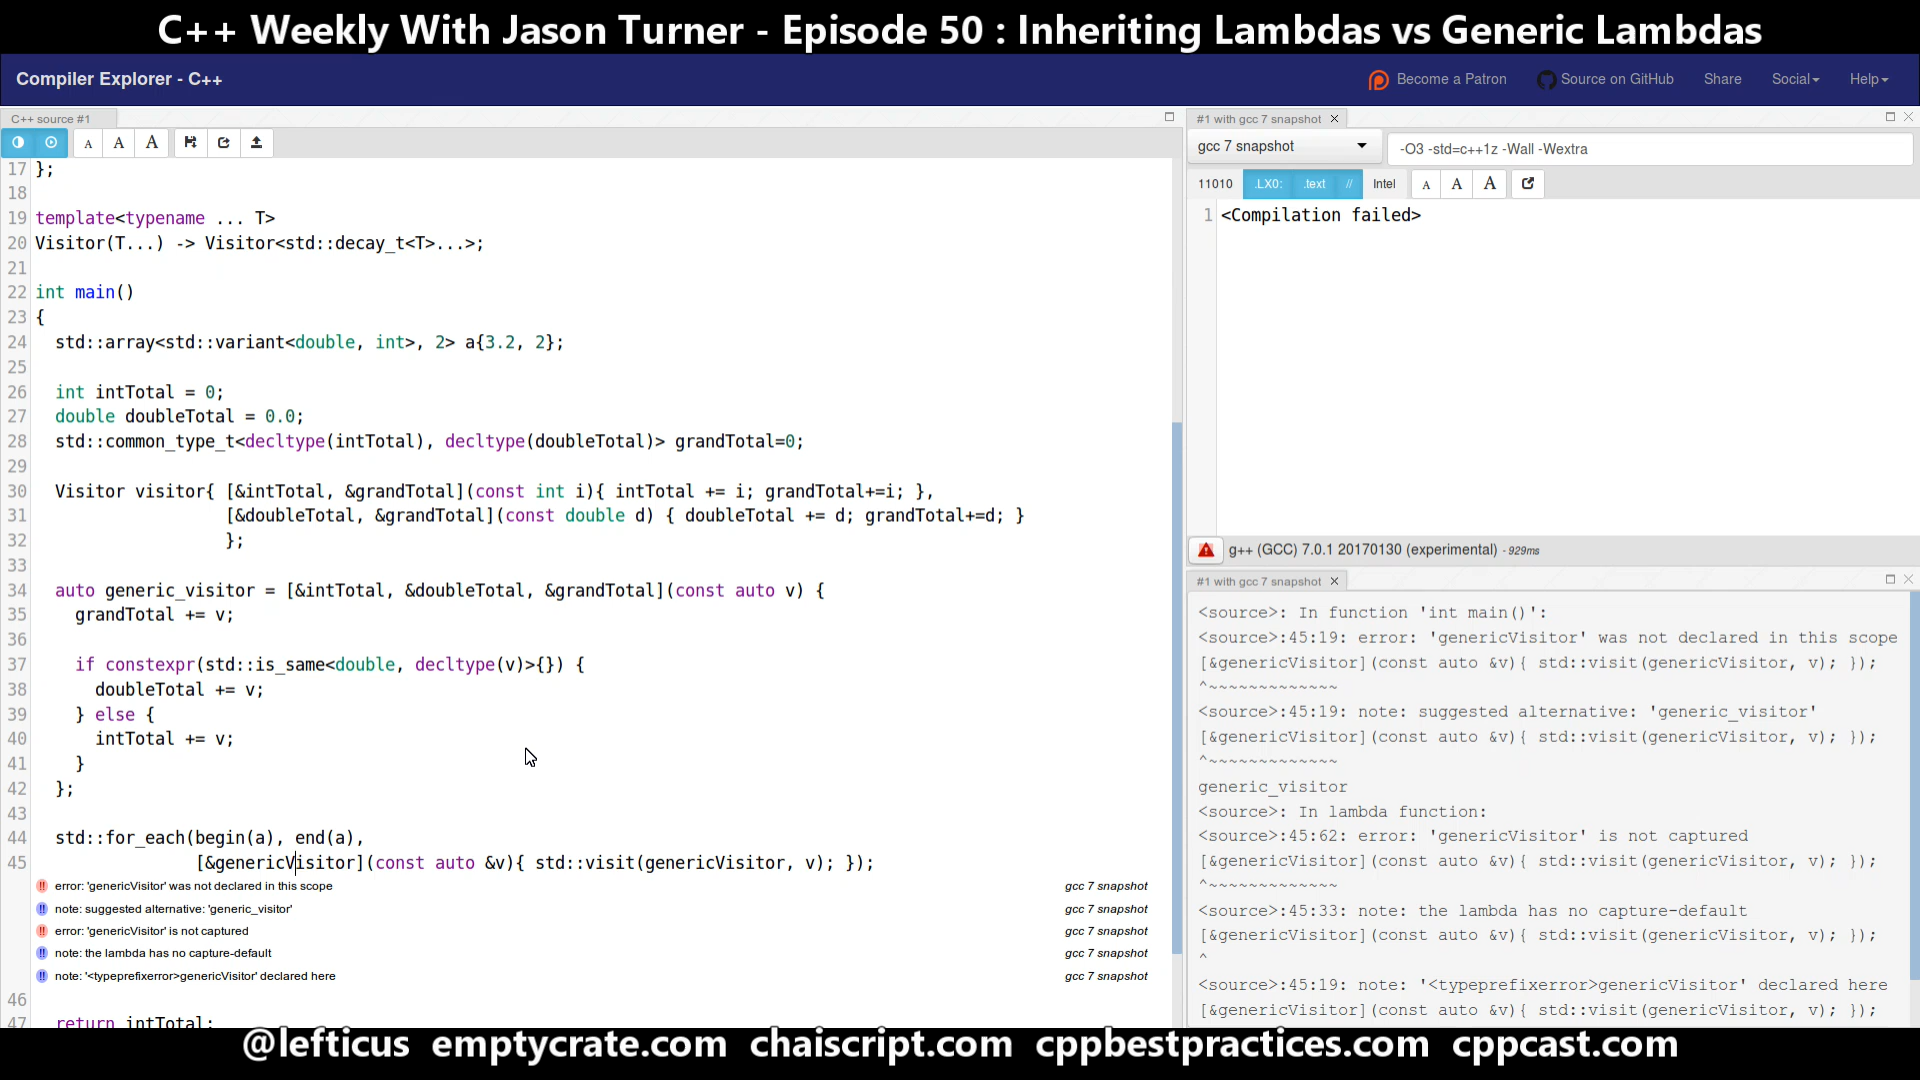 C++ Weekly With Jason Turner - Episode 50 : Inheriting Lambdas vs Generic Lambdas
Compiler Explorer - C++
Become a Patron
Source on GitHub
Share
Social
Help
C++ source #1
A A A
17 };
18
19 template<typename ... T>
20 Visitor(T...) -> Visitor<std::decay_t<T>...>;
21
22 int main()
23 {
24 std::array<std::variant<double, int>, 2> a{3.2, 2};
25
26 int intTotal = 0;
27 double doubleTotal = 0.0;
28 std::common_type_t<decltype(intTotal), decltype(doubleTotal)> grandTotal=0;
29
30 Visitor visitor{ [&intTotal, &grandTotal](const int i){ intTotal += i; grandTotal+=i; },
31 [&doubleTotal, &grandTotal](const double d) { doubleTotal += d; grandTotal+=d; }
32 };
33
34 auto generic_visitor = [&intTotal, &doubleTotal, &grandTotal](const auto v) {
35 grandTotal += v;
36
37 if constexpr(std::is_same<double, decltype(v)>{}) {
38 doubleTotal += v;
39 } else {
40 intTotal += v;
41 }
42 };
43
44 std::for_each(begin(a), end(a),
45 [&genericVisitor](const auto &v){ std::visit(genericVisitor, v); });
!! error: 'genericVisitor' was not declared in this scope gcc 7 snapshot
!! note: suggested alternative: 'generic_visitor' gcc 7 snapshot
!! error: 'genericVisitor' is not captured gcc 7 snapshot
!! note: the lambda has no capture-default gcc 7 snapshot
!! note: '<typeprefixerror>genericVisitor' declared here gcc 7 snapshot
46
47 return intTotal;
#1 with gcc 7 snapshot
gcc 7 snapshot
-O3 -std=c++1z -Wall -Wextra
11010 .LX0: .text // Intel A A A
1 <Compilation failed>
g++ (GCC) 7.0.1 20170130 (experimental) - 929ms
#1 with gcc 7 snapshot
<source>: In function 'int main()':
<source>:45:19: error: 'genericVisitor' was not declared in this scope
[&genericVisitor](const auto &v){ std::visit(genericVisitor, v); });
^~~~~~~~~~~~~~
<source>:45:19: note: suggested alternative: 'generic_visitor'
[&genericVisitor](const auto &v){ std::visit(genericVisitor, v); });
^~~~~~~~~~~~~~
generic_visitor
<source>: In lambda function:
<source>:45:62: error: 'genericVisitor' is not captured
[&genericVisitor](const auto &v){ std::visit(genericVisitor, v); });
^~~~~~~~~~~~~~
<source>:45:33: note: the lambda has no capture-default
[&genericVisitor](const auto &v){ std::visit(genericVisitor, v); });
^
<source>:45:19: note: '<typeprefixerror>genericVisitor' declared here
[&genericVisitor](const auto &v){ std::visit(genericVisitor, v); });
@lefticus emptycrate.com chaiscript.com cppbestpractices.com cppcast.com